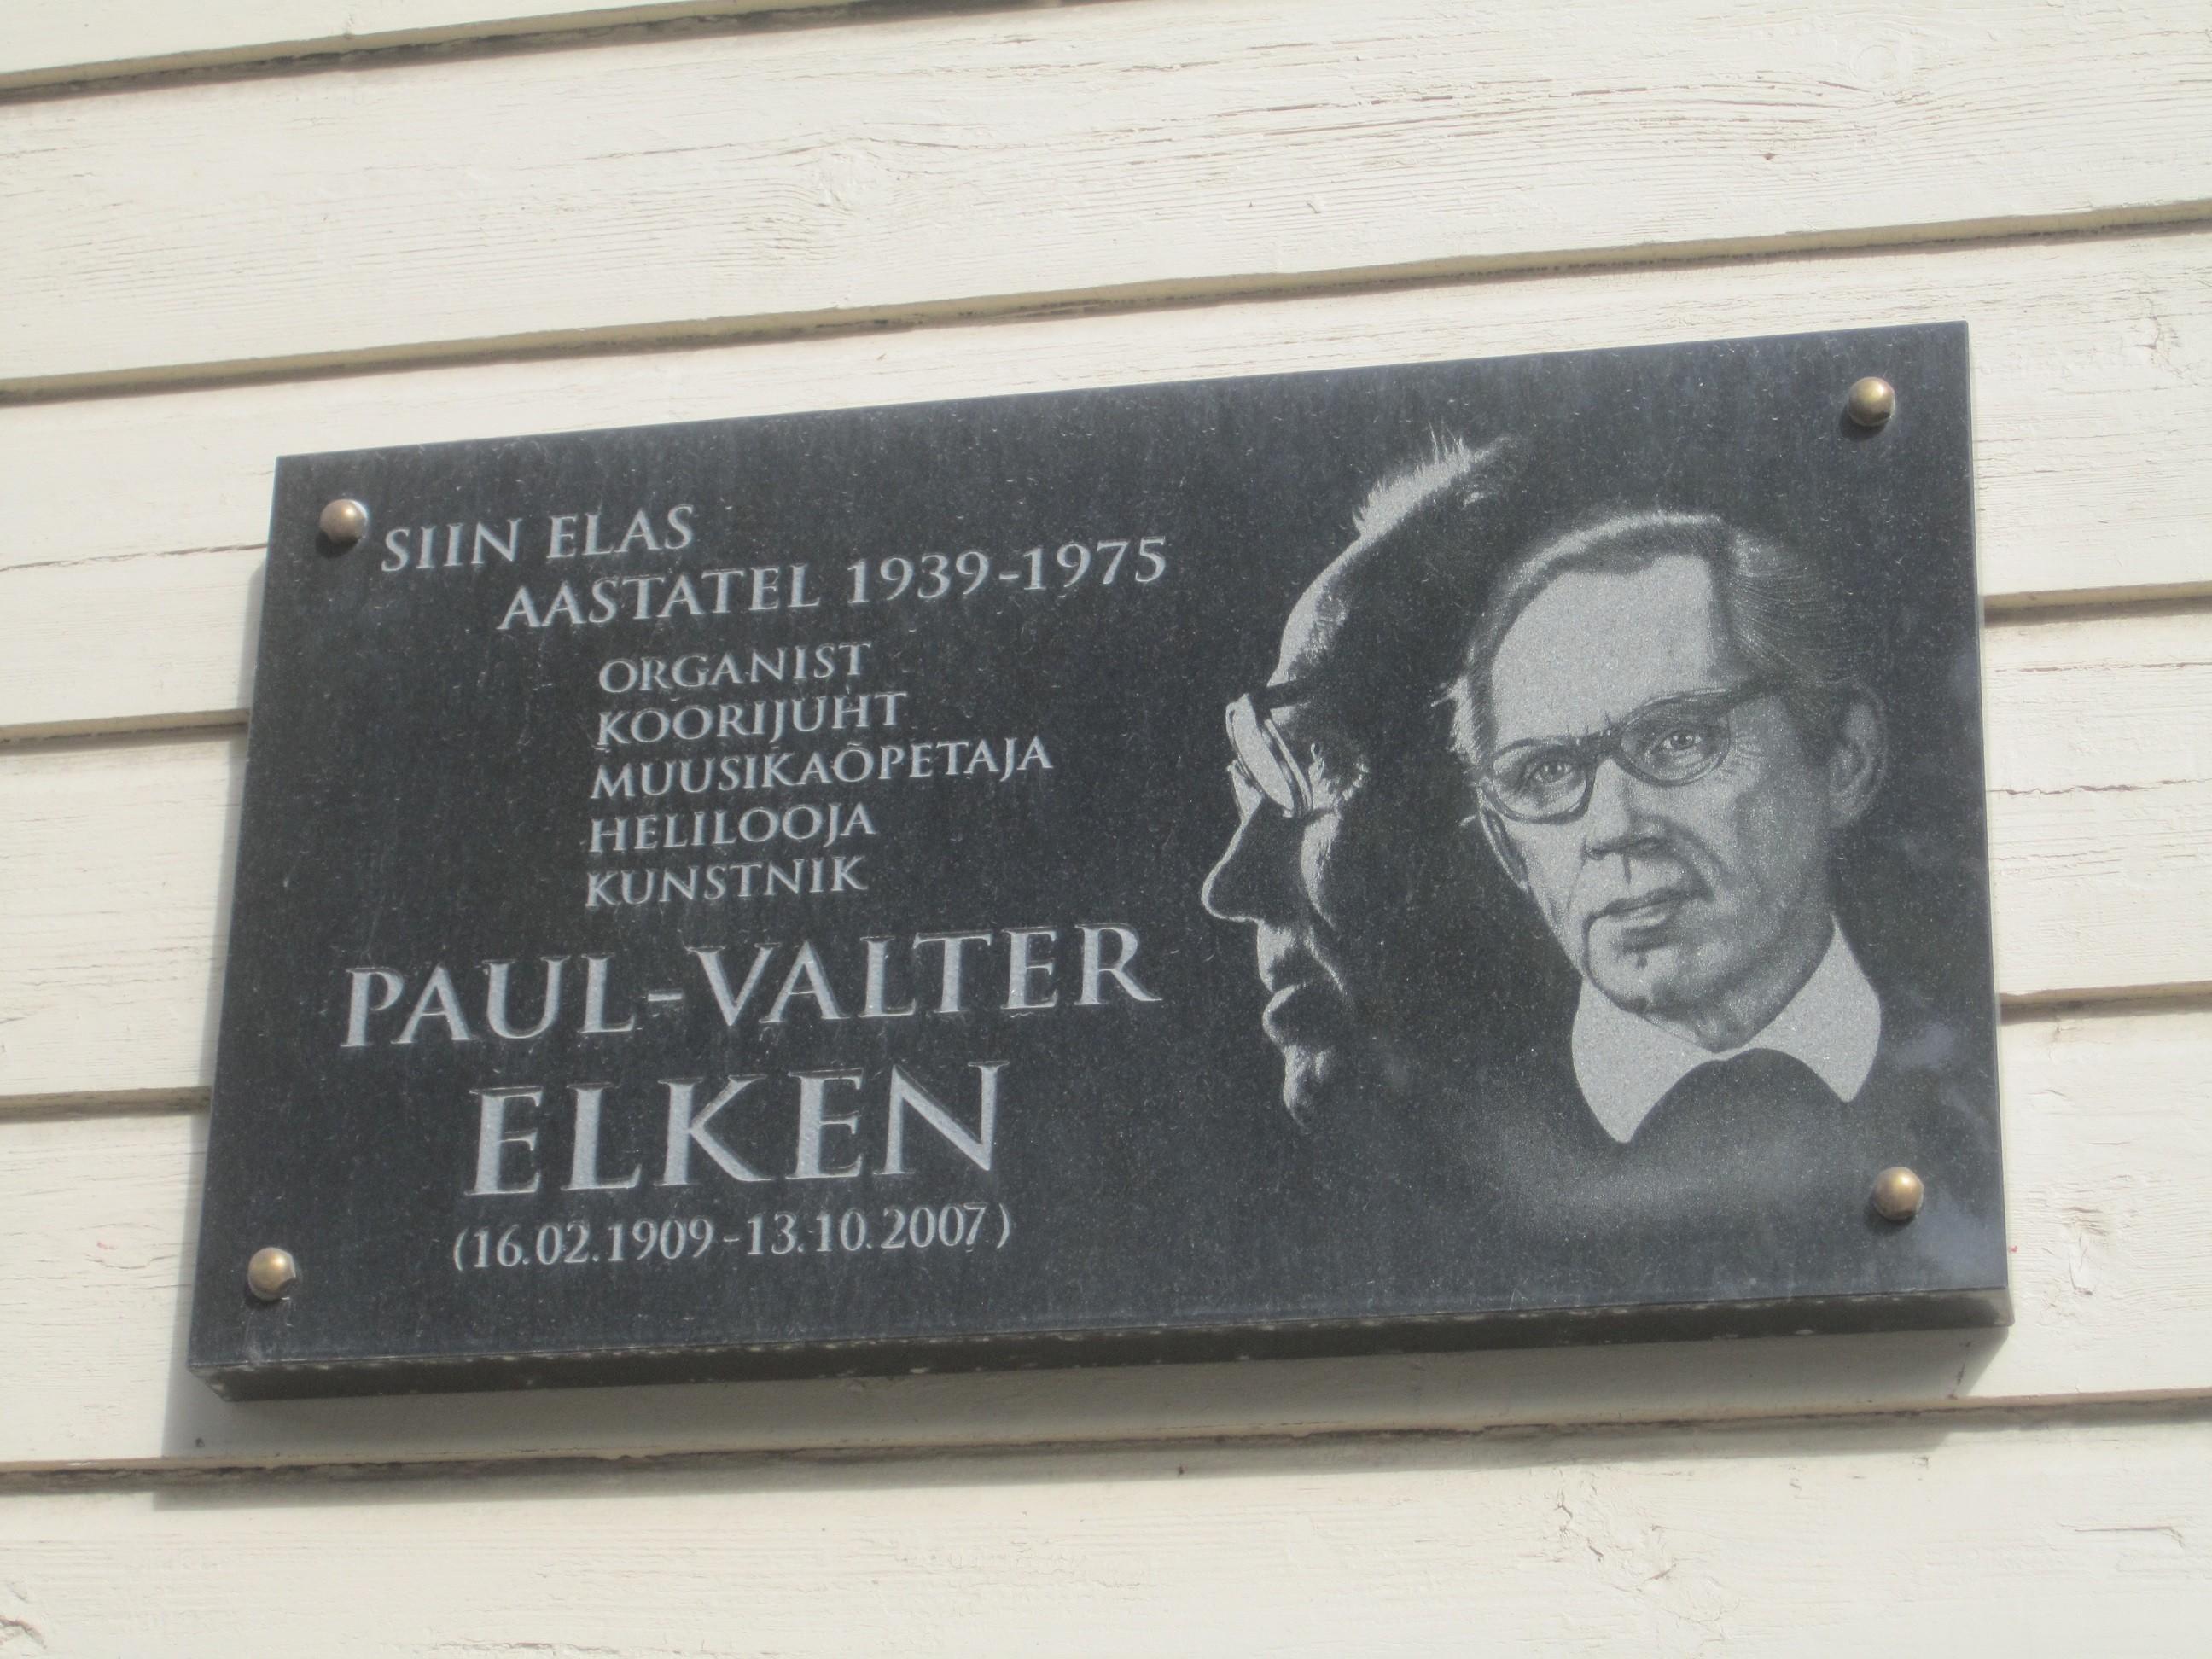 SIIN ELAS
AASTATEL 1939-1975
ORGANIST
KOORIJUHT
MUUSIKAÕPETAJA
HELILOOJA
KUNSTNIK
PAUL-VALTER
ELKEN
(16.02.1909-13.10.2007)